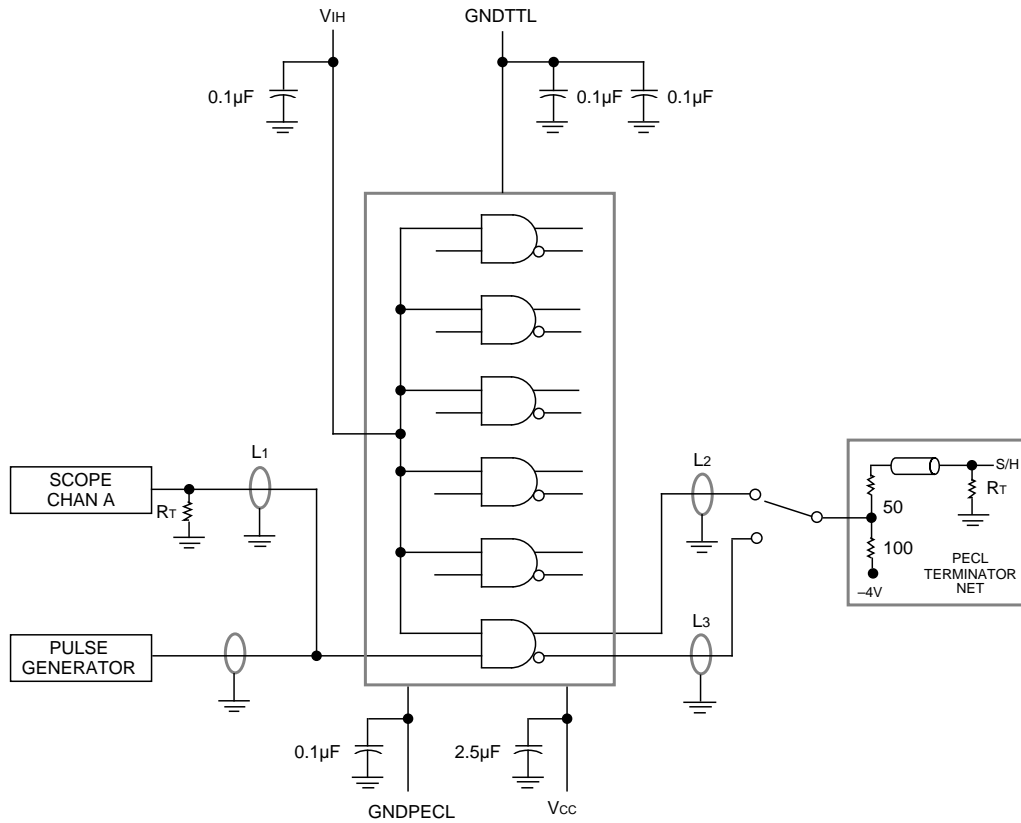 VIH
GNDTTL
0.1µF
0.1µF
0.1µF
L1
SCOPE
CHAN A
RT
L2
S/H
RT
50
100
PECL
TERMINATOR
NET
–4V
PULSE
GENERATOR
L3
0.1µF
2.5µF
GNDPECL
VCC